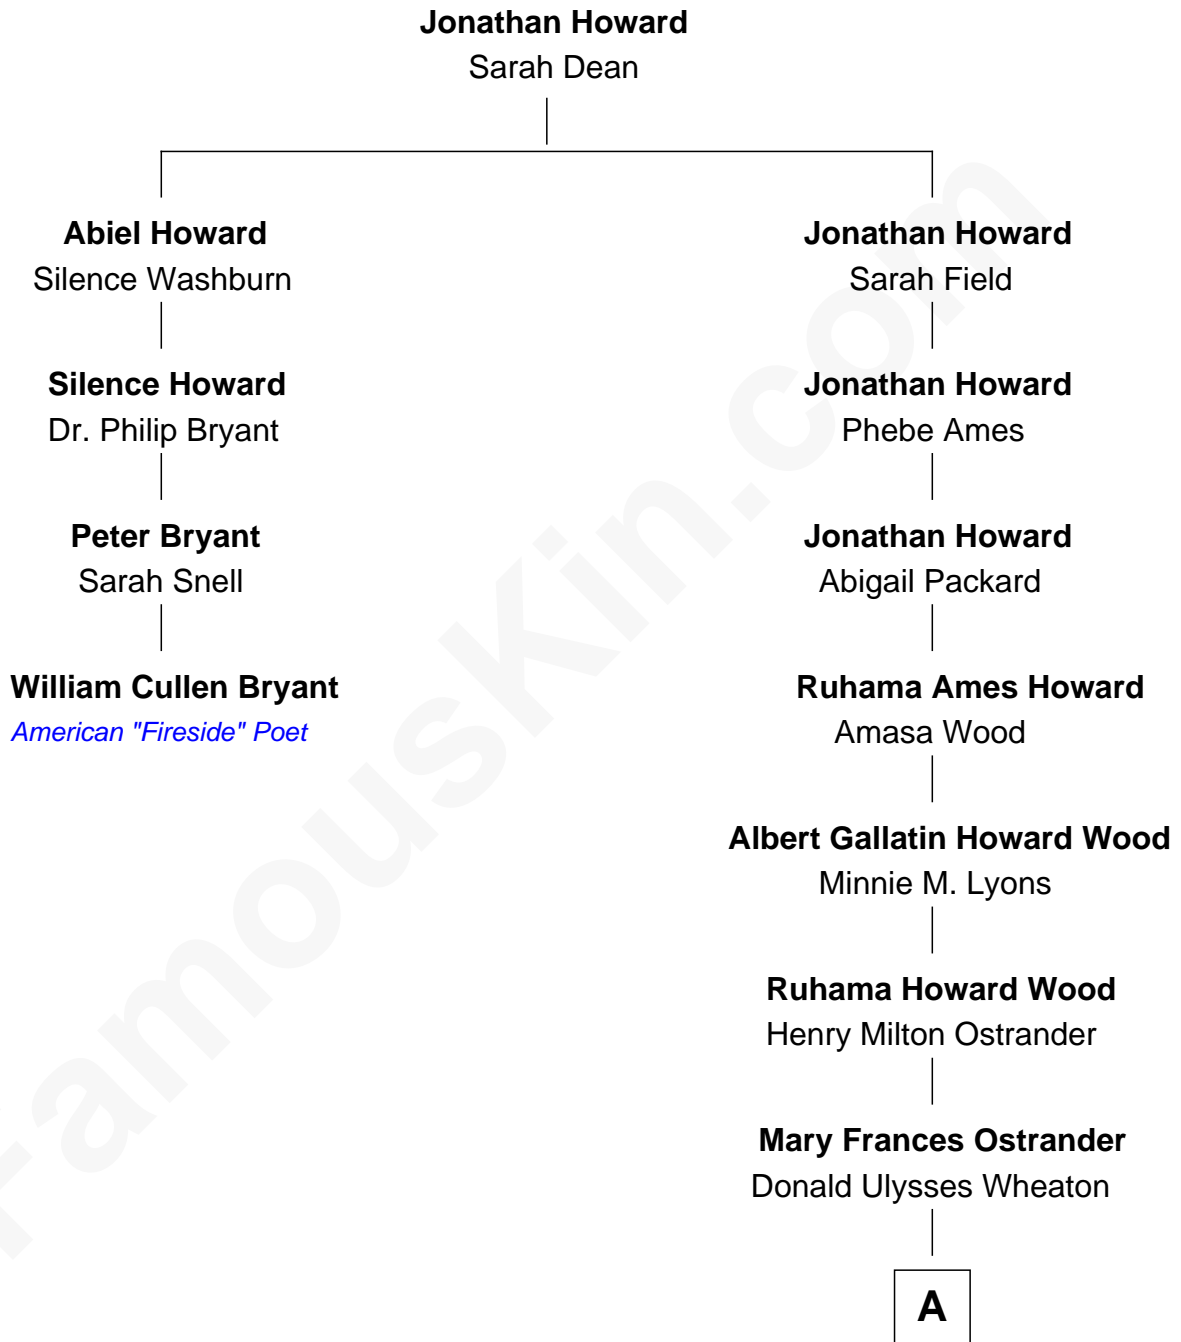 Jonathan Howard
Sarah Dean
Abiel Howard
Silence Washburn
Jonathan Howard
Sarah Field
Silence Howard
Dr. Philip Bryant
Jonathan Howard
Phebe Ames
Peter Bryant
Sarah Snell
Jonathan Howard
Abigail Packard
William Cullen Bryant
American "Fireside" Poet
Ruhama Ames Howard
Amasa Wood
Albert Gallatin Howard Wood
Minnie M. Lyons
Ruhama Howard Wood
Henry Milton Ostrander
Mary Frances Ostrander
Donald Ulysses Wheaton
A
FamousKin.com